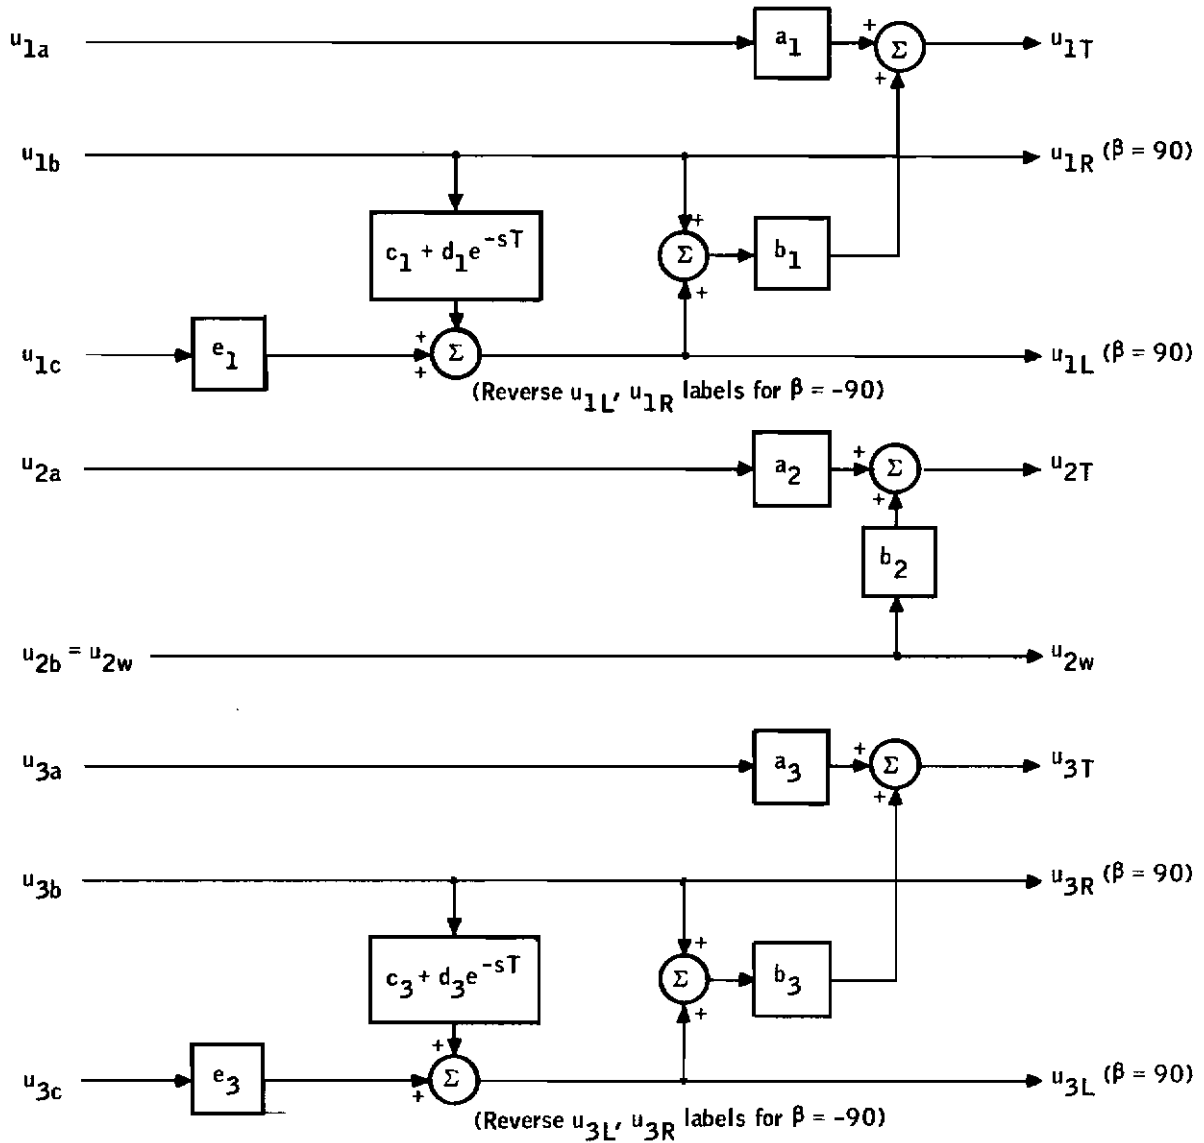 u1a a1 + Σ u1T
+
u1b u1R (β = 90)
+
c1 + d1e^-sT Σ b1
+
u1c e1 + Σ u1L (β = 90)
+
(Reverse u1L, u1R labels for β = -90)
u2a a2 + Σ u2T
+
b2
u2b = u2w u2w
u3a a3 + Σ u3T
+
u3b u3R (β = 90)
+
c3 + d3e^-sT Σ b3
+
+
u3c e3 + Σ u3L (β = 90)
(Reverse u3L, u3R labels for β = -90)